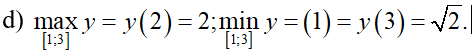 d) max y = y(2) = 2; min y = (1) = y(3) = √2.
[1;3] [1;3]